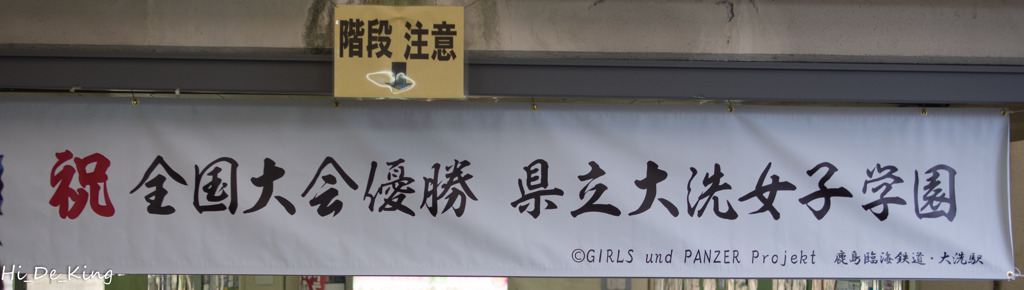 階段 注意
祝 全国大会優勝 県立大洗女子学園
©GIRLS und PANZER Projekt 鹿島臨海鉄道・大洗駅
Hi_De_King